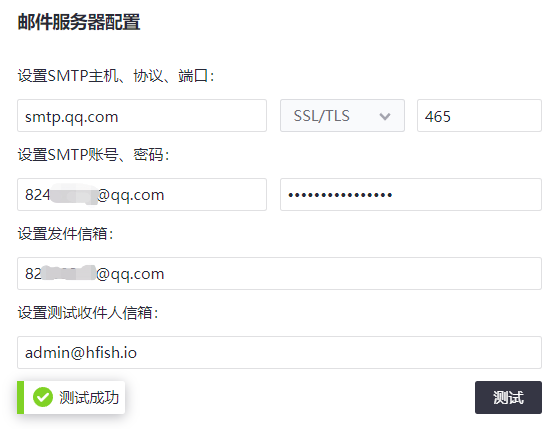 邮件服务器配置
设置SMTP主机、协议、端口：
smtp.qq.com SSL/TLS 465
设置SMTP账号、密码：
824 @qq.com ••••••••••••••••
设置发件信箱：
82 @qq.com
设置测试收件人信箱：
admin@hfish.io
测试成功 测试